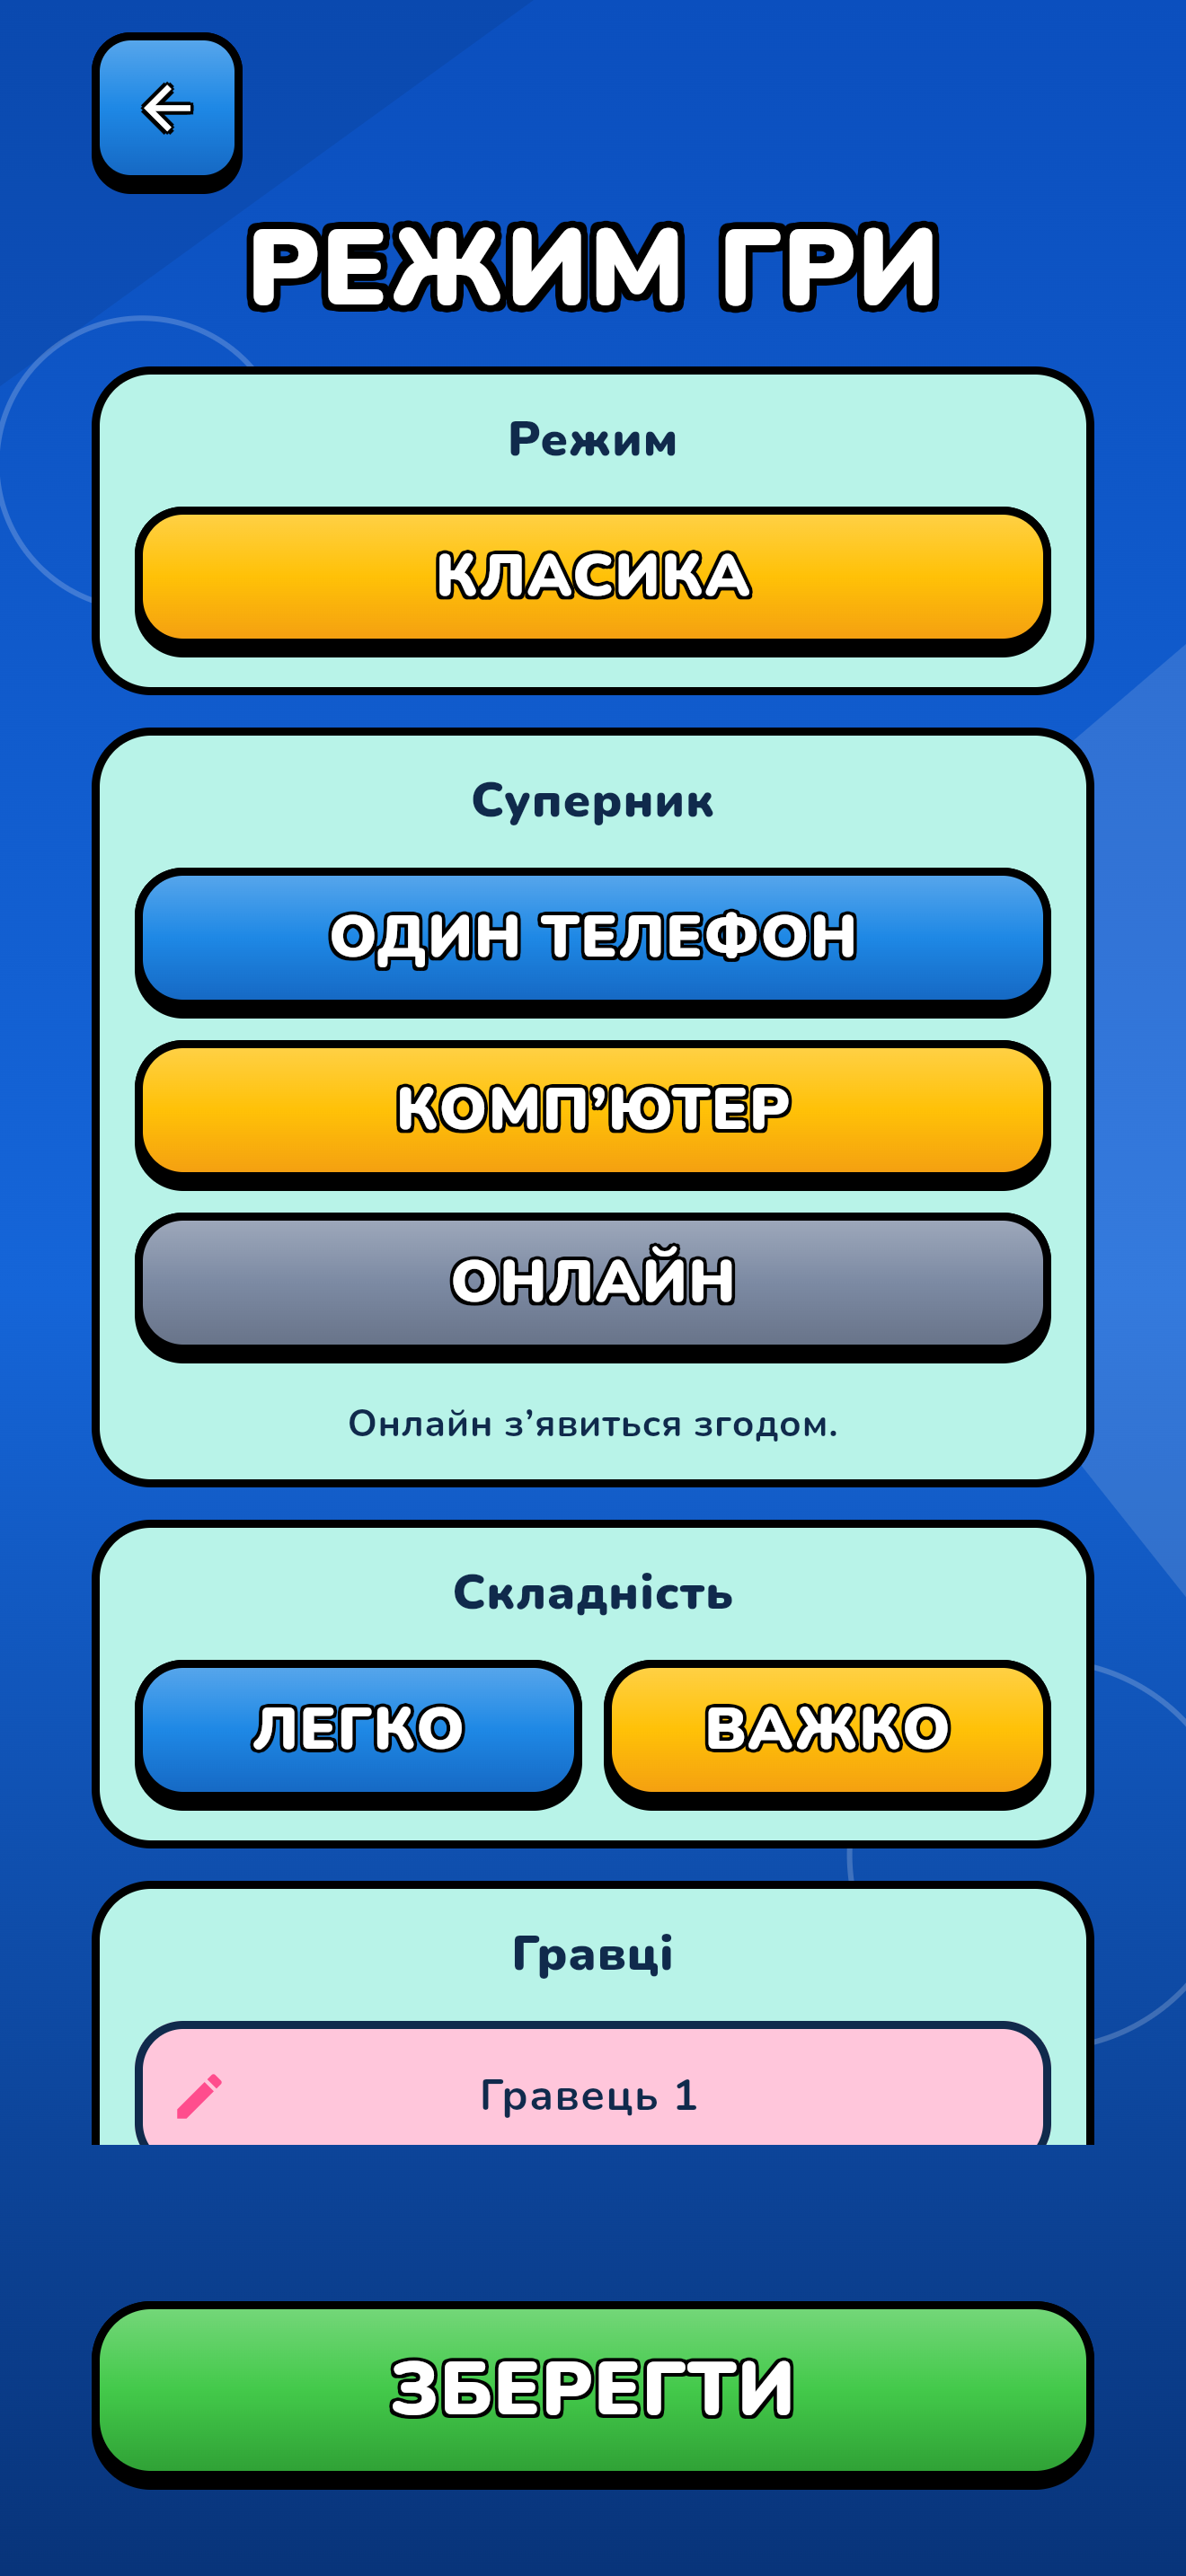 РЕЖИМ ГРИ
Режим
КЛАСИКА
Суперник
ОДИН ТЕЛЕФОН
КОМП’ЮТЕР
ОНЛАЙН
Онлайн з’явиться згодом.
Складність
ЛЕГКО
ВАЖКО
Гравці
Гравець 1
ЗБЕРЕГТИ